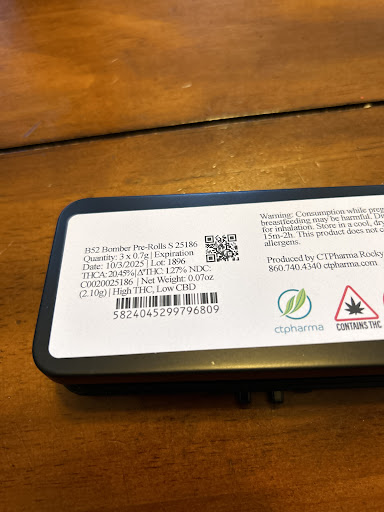 B52 Bomber Pre-Rolls S 25186
Quantity: 3 x 0.7g | Expiration
Date: 10/3/2025 | Lot: 1896
THCA: 20.45% | Δ⁹THC: 1.27% NDC:
C0020025186 | Net Weight: 0.07oz
(2.10g) | High THC, Low CBD
5824045299796809
Warning: Consumption while preg
breastfeeding may be harmful. D
for inhalation. Store in a cool, d
15m-2h. This product does not c
allergens.
Produced by CTPharma Rocky
860.740.4340 ctpharma.com
ctpharma
CONTAINS THC